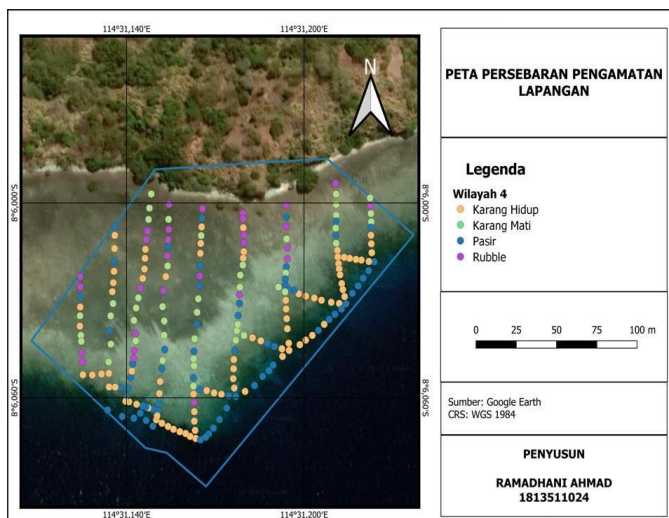 114°31,140'E 114°31,200'E
N
8°6,000'S
8°6,000'S
8°6,060'S
8°6,060'S
114°31,140'E 114°31,200'E
PETA PERSEBARAN PENGAMATAN
LAPANGAN
Legenda
Wilayah 4
Karang Hidup
Karang Mati
Pasir
Rubble
0 25 50 75 100 m
Sumber: Google Earth
CRS: WGS 1984
PENYUSUN
RAMADHANI AHMAD
1813511024